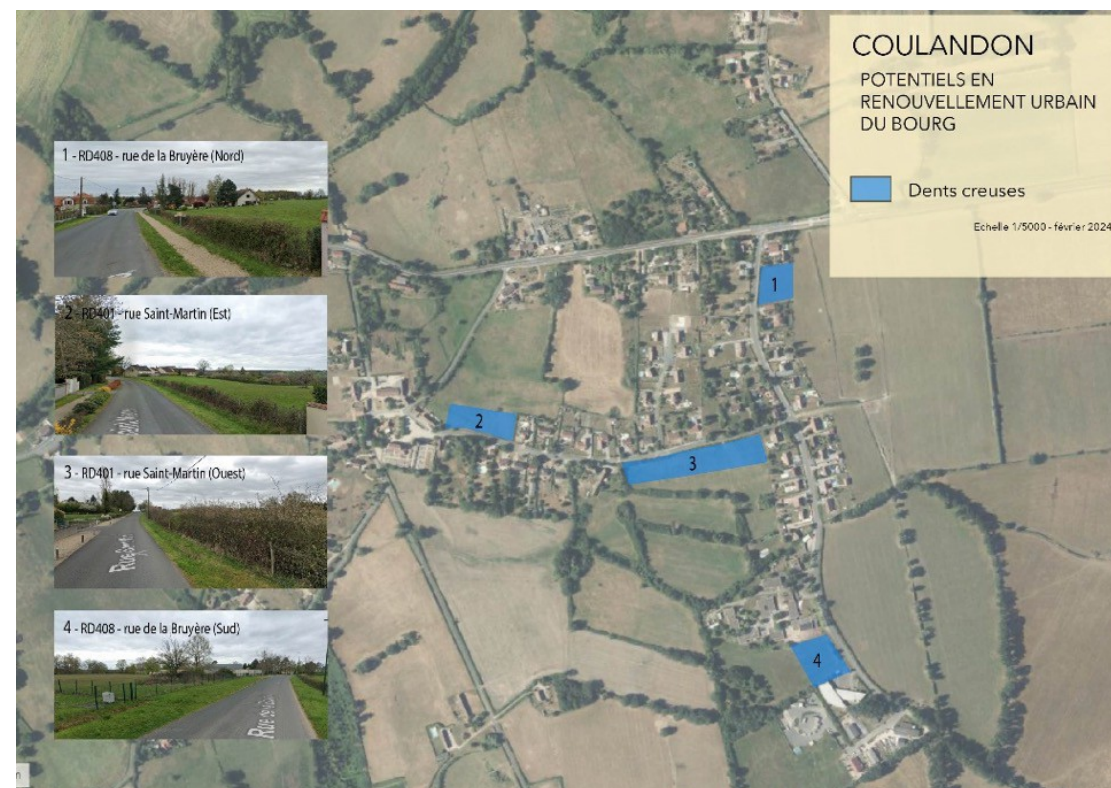 COULANDON
POTENTIELS EN
RENOUVELLEMENT URBAIN
DU BOURG
Dents creuses
Echelle 1/5000 - février 2024
1 - RD408 - rue de la Bruyère (Nord)
2 - RD401 - rue Saint-Martin (Est)
3 - RD401 - rue Saint-Martin (Ouest)
4 - RD408 - rue de la Bruyère (Sud)
1
2
3
4